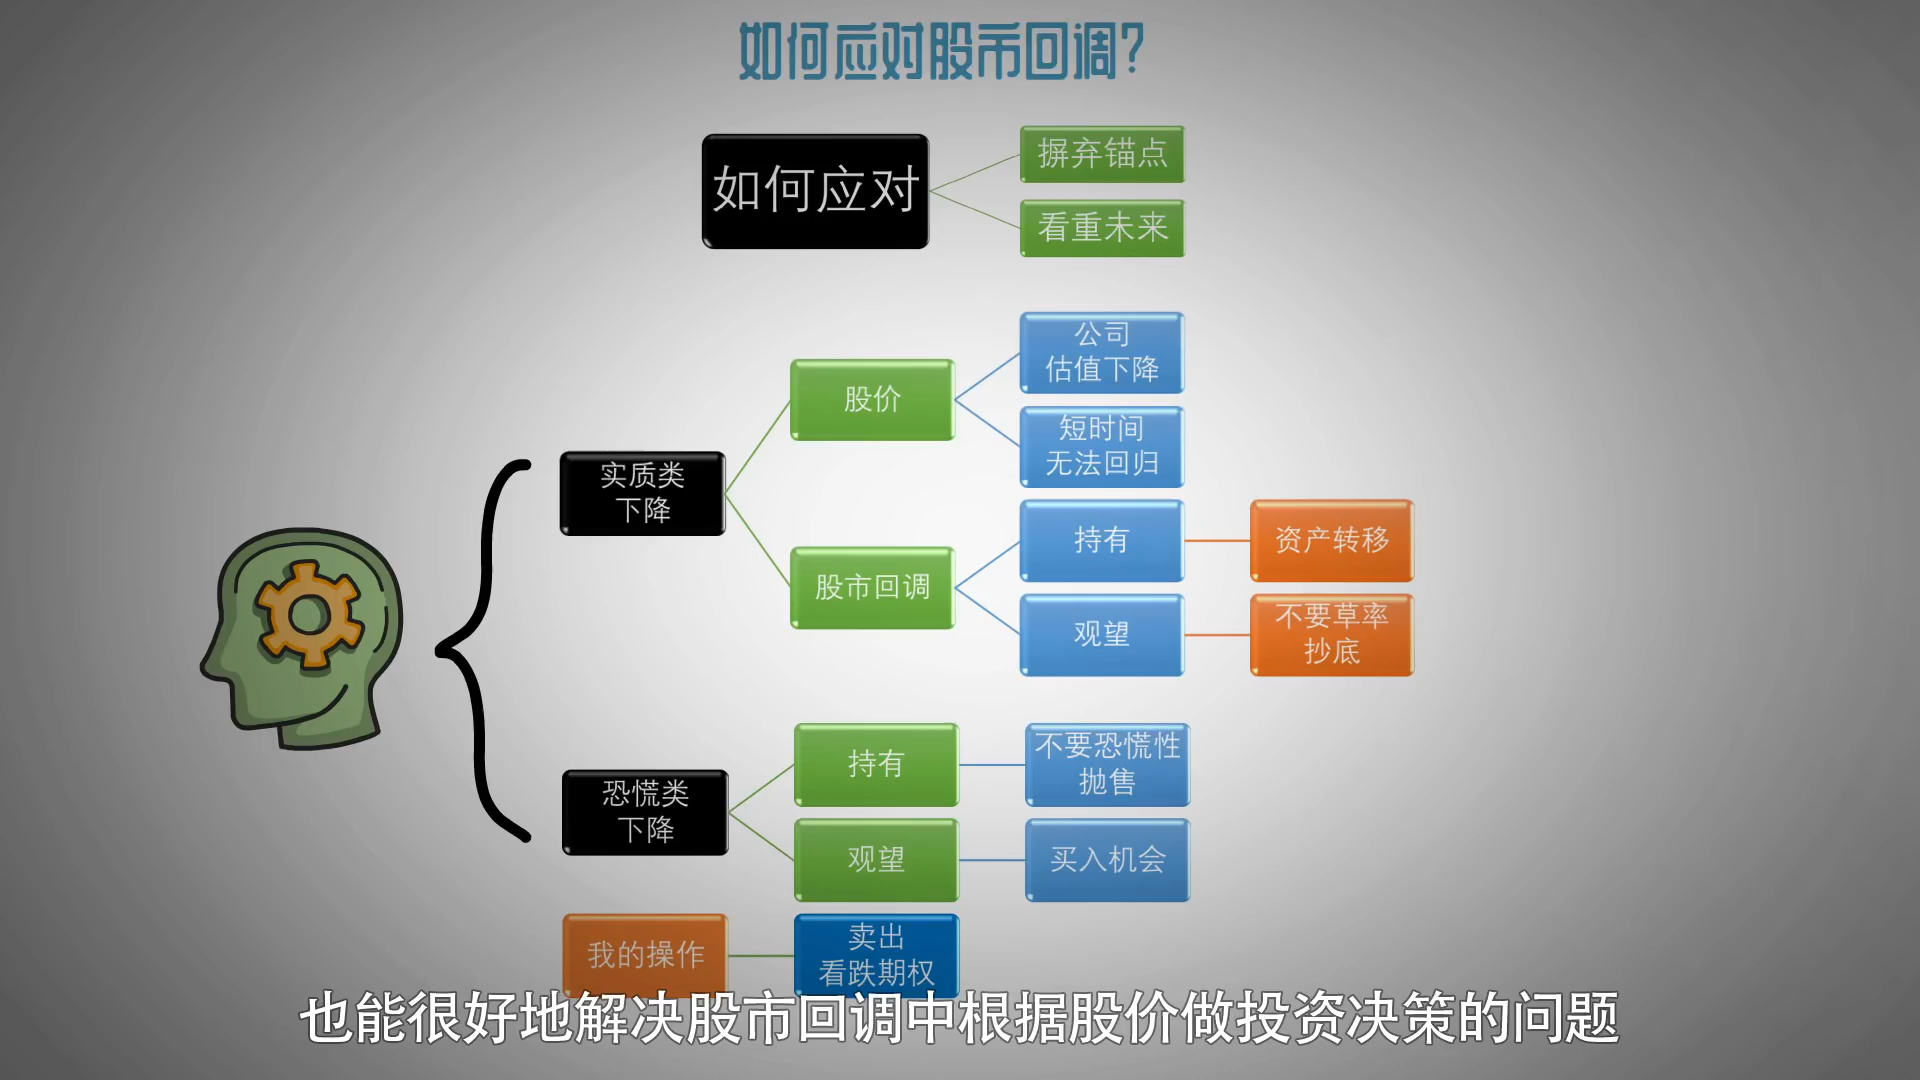 如何应对股市回调?
如何应对
摒弃锚点
看重未来
实质类
下降
股价
公司
估值下降
短时间
无法回归
股市回调
持有
资产转移
观望
不要草率
抄底
恐慌类
下降
持有
不要恐慌性
抛售
观望
买入机会
我的操作
卖出
看跌期权
也能很好地解决股市回调中根据股价做投资决策的问题